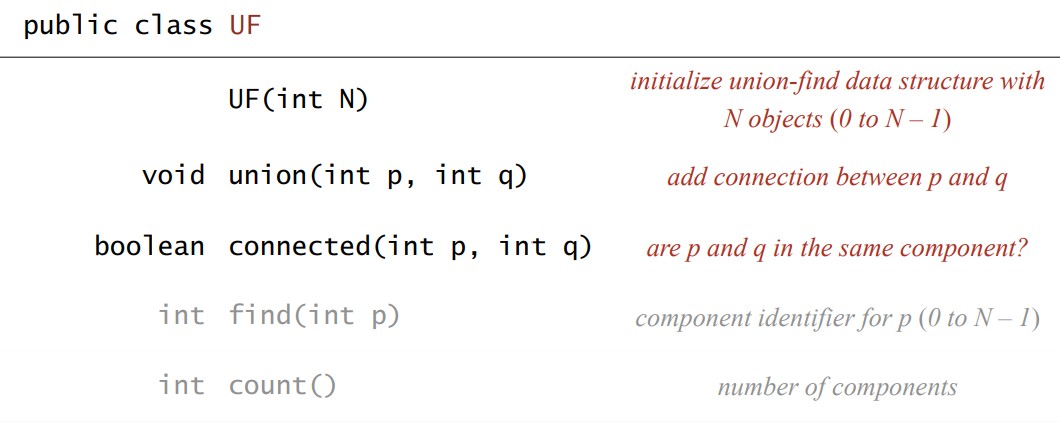 public class UF
UF(int N) initialize union-find data structure with
N objects (0 to N – 1)
void union(int p, int q) add connection between p and q
boolean connected(int p, int q) are p and q in the same component?
int find(int p) component identifier for p (0 to N – 1)
int count() number of components